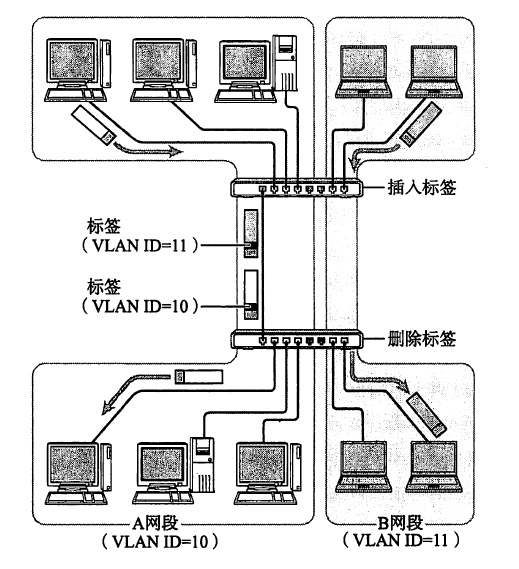 插入标签
标签
（VLAN ID=11）
标签
（VLAN ID=10）
删除标签
A网段
（VLAN ID=10）
B网段
（VLAN ID=11）